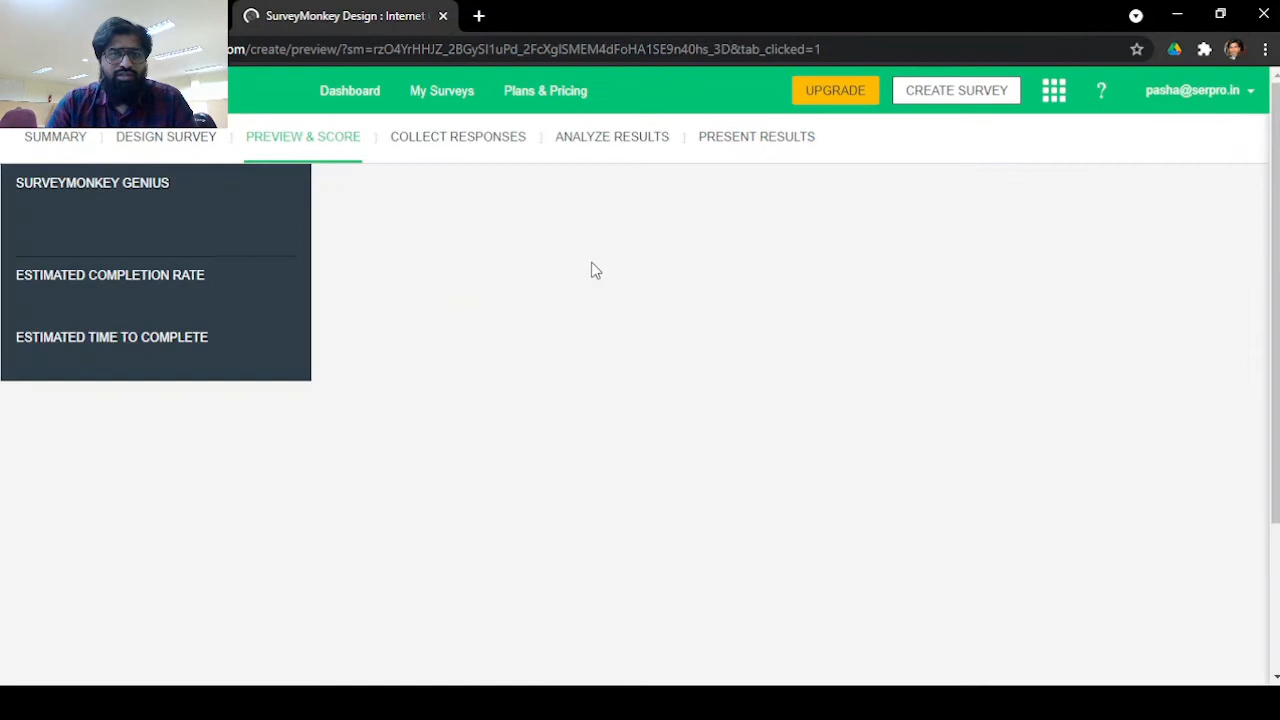 SurveyMonkey Design : Internet
om/create/preview/?sm=rzO4YrHHJZ_2BGySI1uPd_2FcXgISMEM4dFoHA1SE9n40hs_3D&tab_clicked=1
Dashboard My Surveys Plans & Pricing UPGRADE CREATE SURVEY ? pasha@serpro.in
SUMMARY DESIGN SURVEY PREVIEW & SCORE COLLECT RESPONSES ANALYZE RESULTS PRESENT RESULTS
SURVEYMONKEY GENIUS
ESTIMATED COMPLETION RATE
ESTIMATED TIME TO COMPLETE